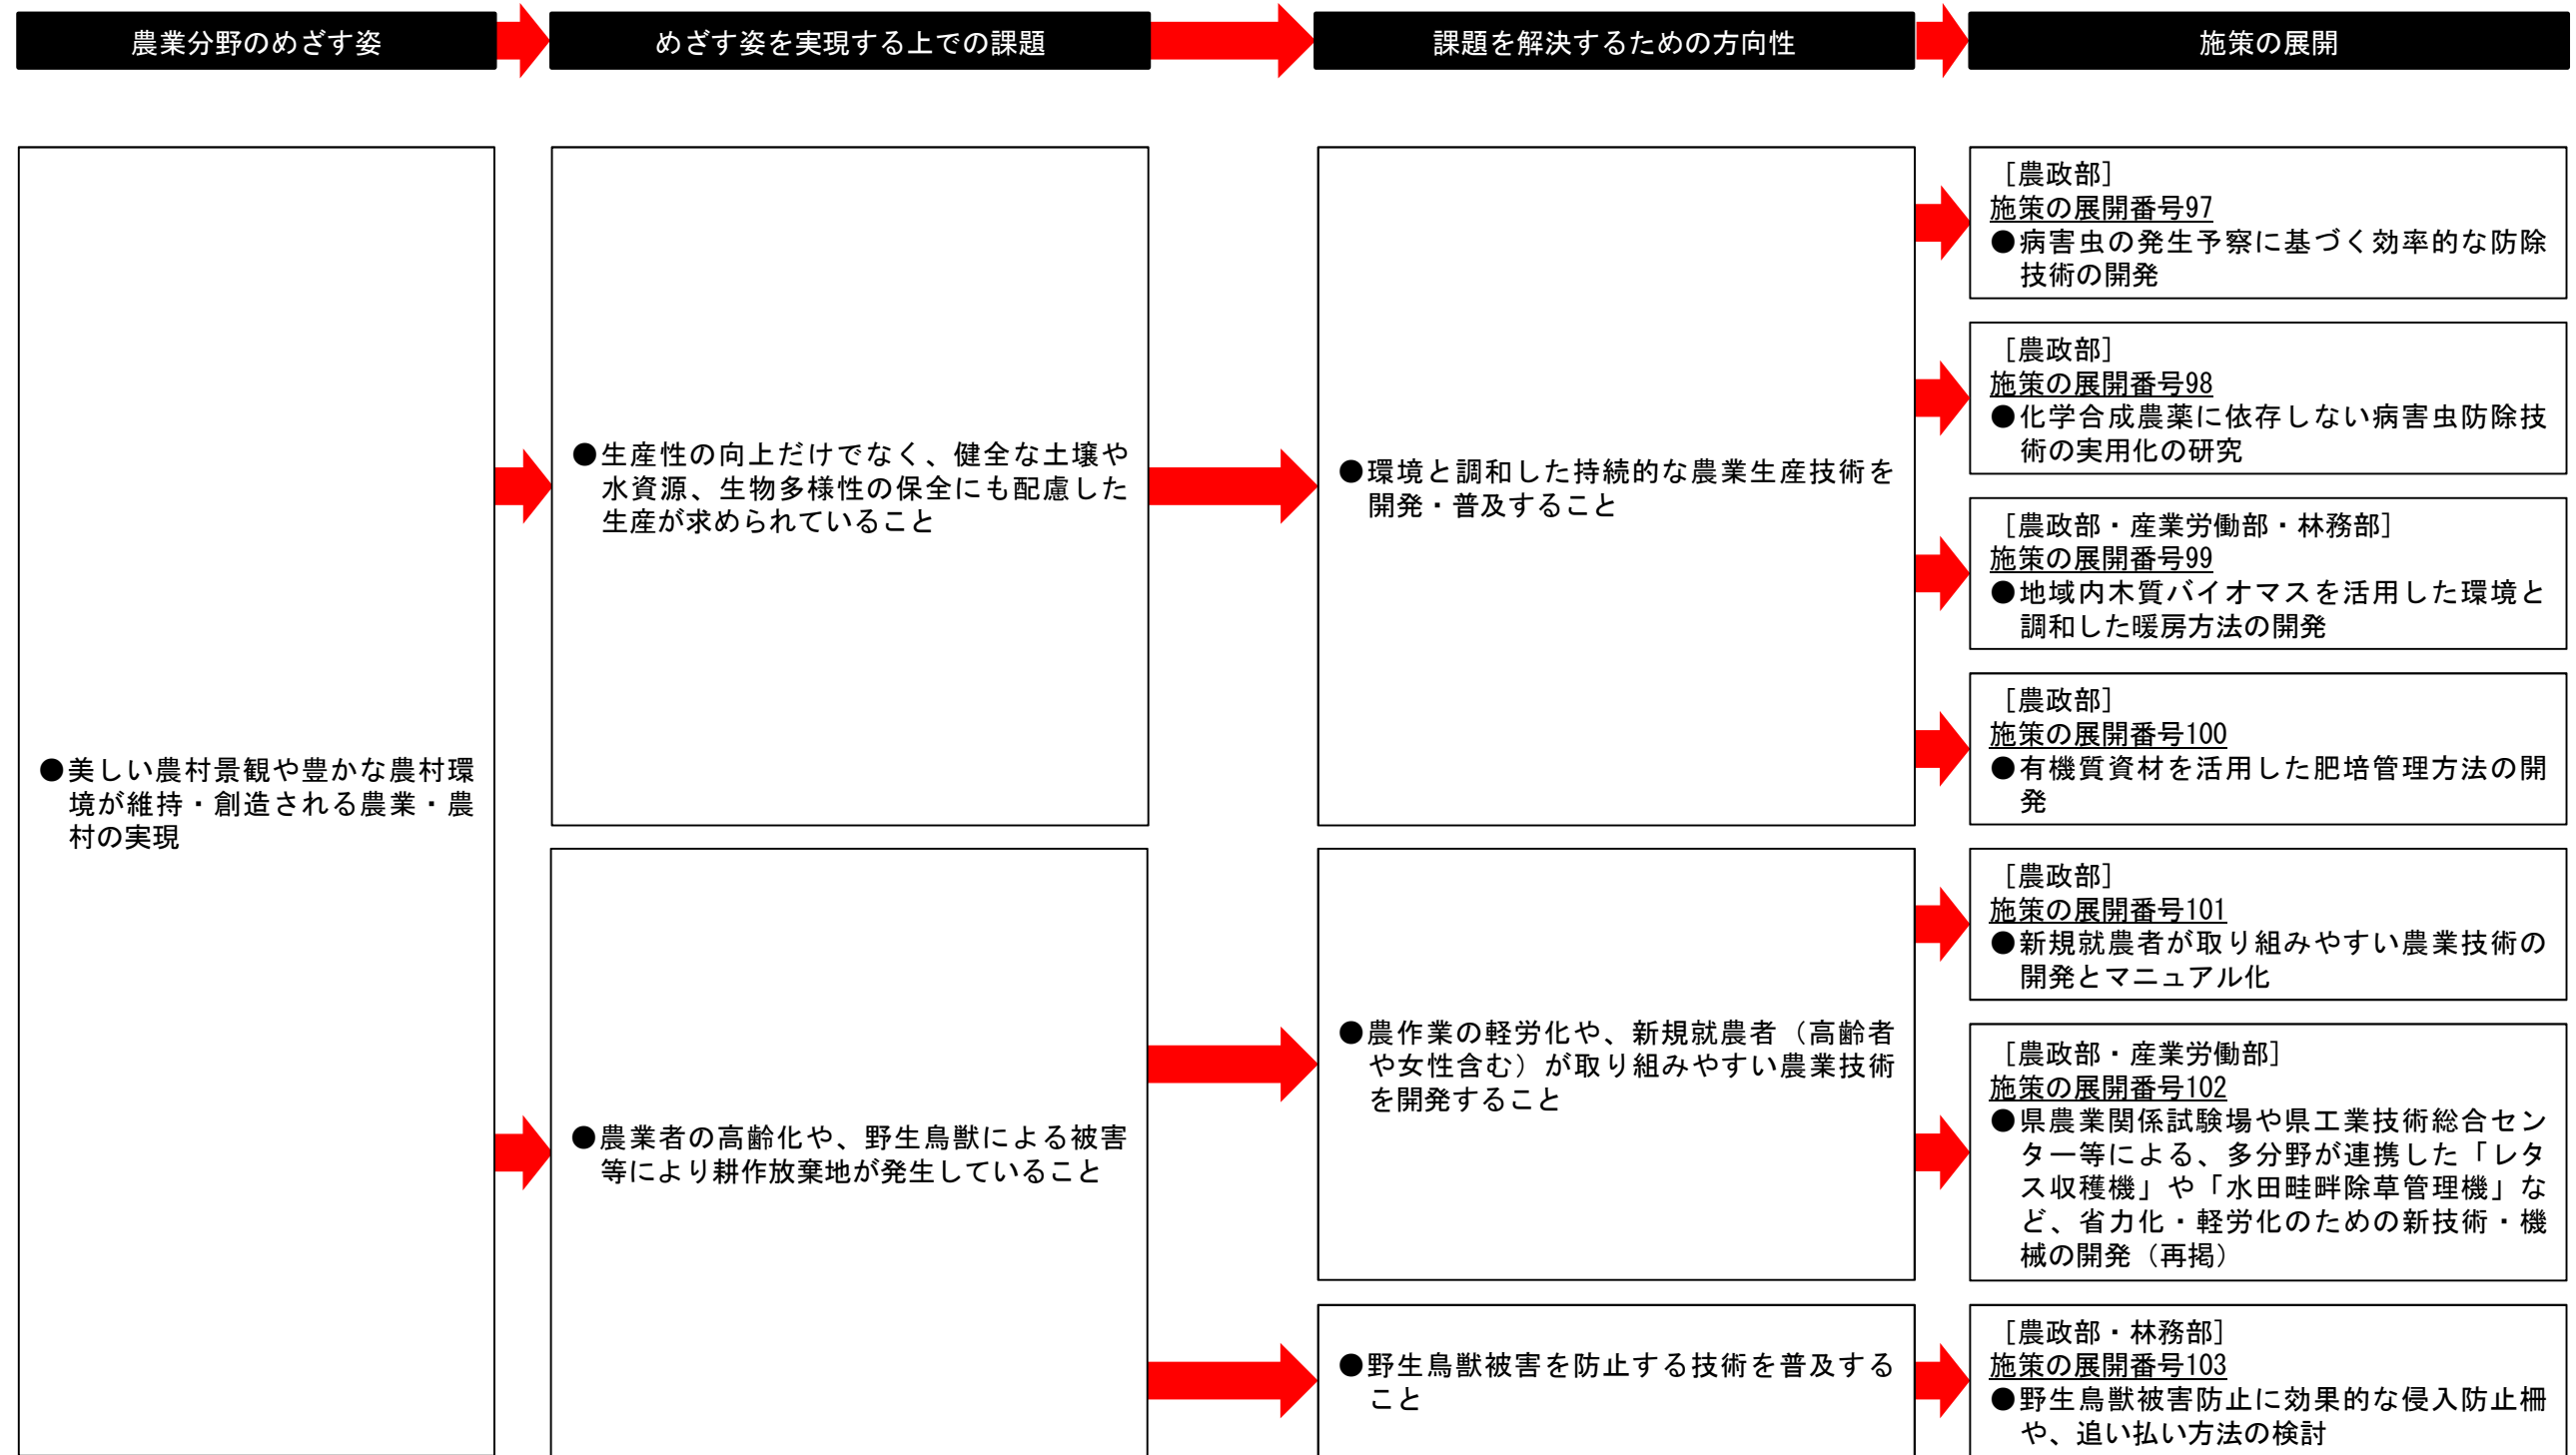 農業分野のめざす姿
めざす姿を実現する上での課題
課題を解決するための方向性
施策の展開
●美しい農村景観や豊かな農村環
境が維持・創造される農業・農
村の実現
●生産性の向上だけでなく、健全な土壌や
水資源、生物多様性の保全にも配慮した
生産が求められていること
●環境と調和した持続的な農業生産技術を
開発・普及すること
［農政部］
施策の展開番号97
●病害虫の発生予察に基づく効率的な防除
技術の開発
［農政部］
施策の展開番号98
●化学合成農薬に依存しない病害虫防除技
術の実用化の研究
［農政部・産業労働部・林務部］
施策の展開番号99
●地域内木質バイオマスを活用した環境と
調和した暖房方法の開発
［農政部］
施策の展開番号100
●有機質資材を活用した肥培管理方法の開
発
●農業者の高齢化や、野生鳥獣による被害
等により耕作放棄地が発生していること
●農作業の軽労化や、新規就農者（高齢者
や女性含む）が取り組みやすい農業技術
を開発すること
［農政部］
施策の展開番号101
●新規就農者が取り組みやすい農業技術の
開発とマニュアル化
［農政部・産業労働部］
施策の展開番号102
●県農業関係試験場や県工業技術総合セン
ター等による、多分野が連携した「レタ
ス収穫機」や「水田畦畔除草管理機」な
ど、省力化・軽労化のための新技術・機
械の開発（再掲）
●野生鳥獣被害を防止する技術を普及する
こと
［農政部・林務部］
施策の展開番号103
●野生鳥獣被害防止に効果的な侵入防止柵
や、追い払い方法の検討